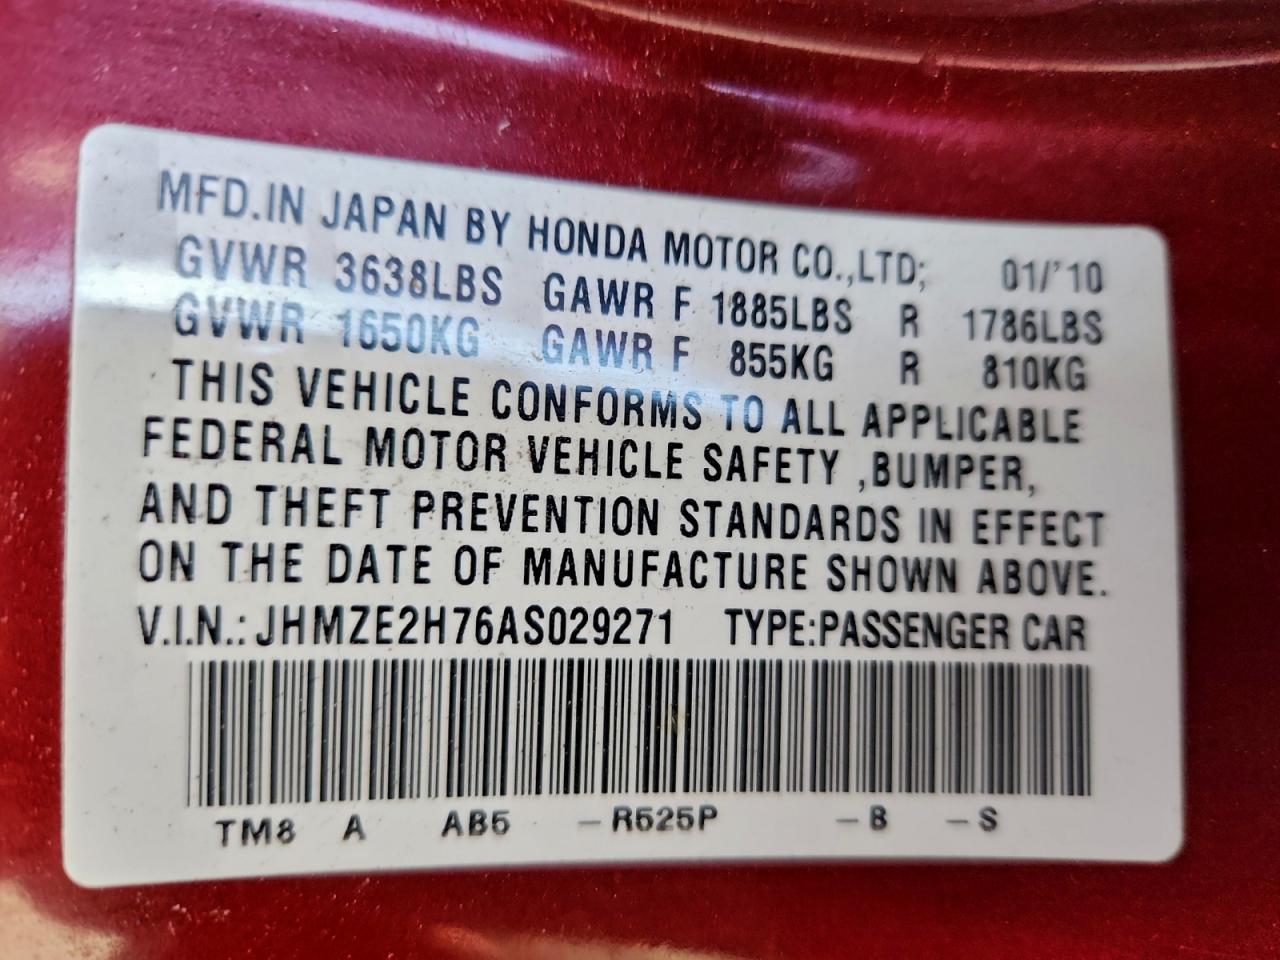 MFD.IN JAPAN BY HONDA MOTOR CO.,LTD; 01/'10
GVWR 3638LBS GAWR F 1885LBS R 1786LBS
GVWR 1650KG GAWR F 855KG R 810KG
THIS VEHICLE CONFORMS TO ALL APPLICABLE
FEDERAL MOTOR VEHICLE SAFETY ,BUMPER,
AND THEFT PREVENTION STANDARDS IN EFFECT
ON THE DATE OF MANUFACTURE SHOWN ABOVE.
V.I.N.: JHMZE2H76AS029271 TYPE:PASSENGER CAR
TM8 A AB5 –R525P –B –S